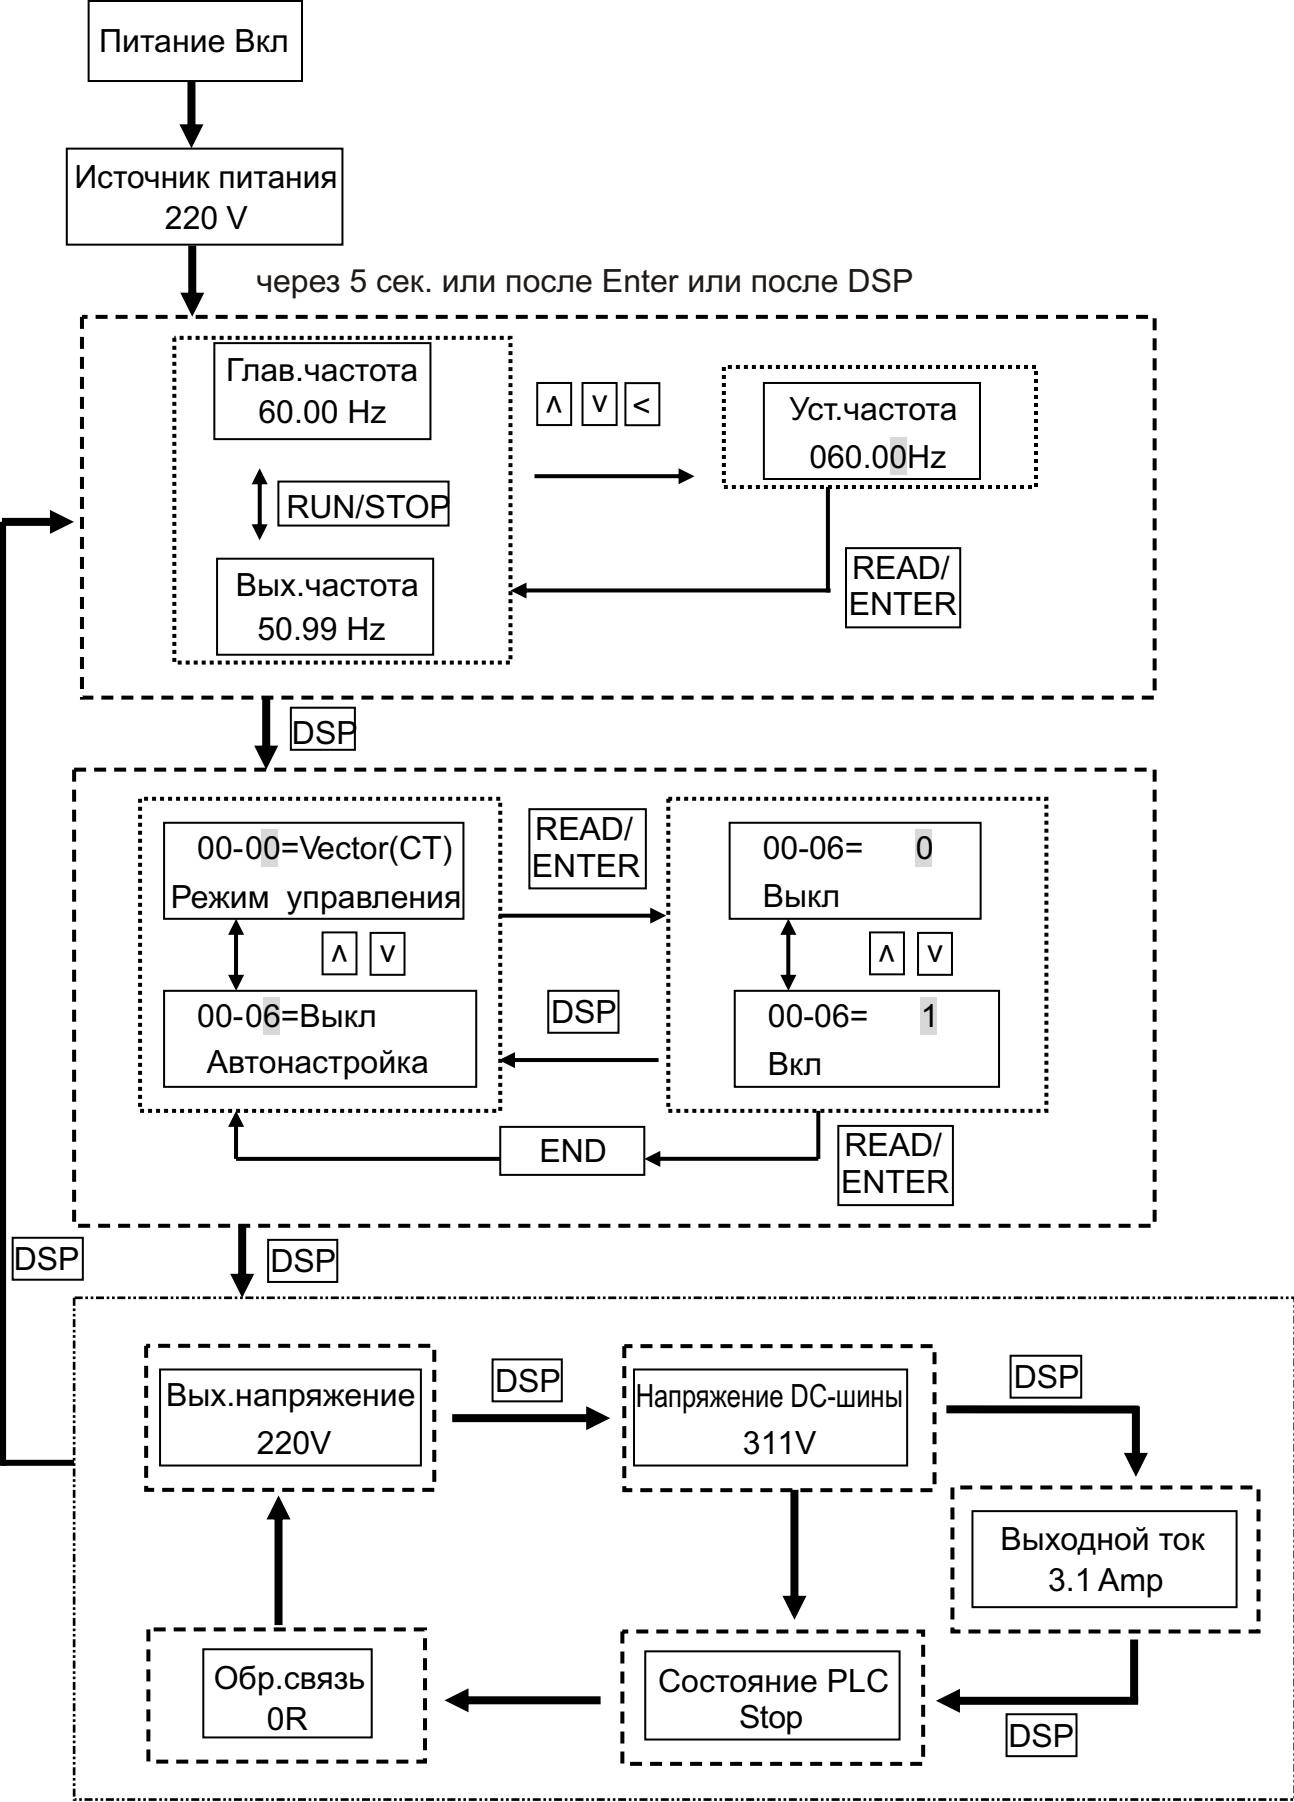 Питание Вкл
Источник питания
220 V
через 5 сек. или после Enter или после DSP
Глав.частота
60.00 Hz
ʌ v <
Уст.частота
060.00Hz
RUN/STOP
READ/
ENTER
Вых.частота
50.99 Hz
DSP
00-00=Vector(CT)
Режим управления
READ/
ENTER
00-06= 0
Выкл
ʌ v
ʌ v
00-06=Выкл
Автонастройка
DSP
00-06= 1
Вкл
END
READ/
ENTER
DSP
DSP
Вых.напряжение
220V
DSP
Напряжение DC-шины
311V
DSP
Выходной ток
3.1 Amp
Обр.связь
0R
Состояние PLC
Stop
DSP